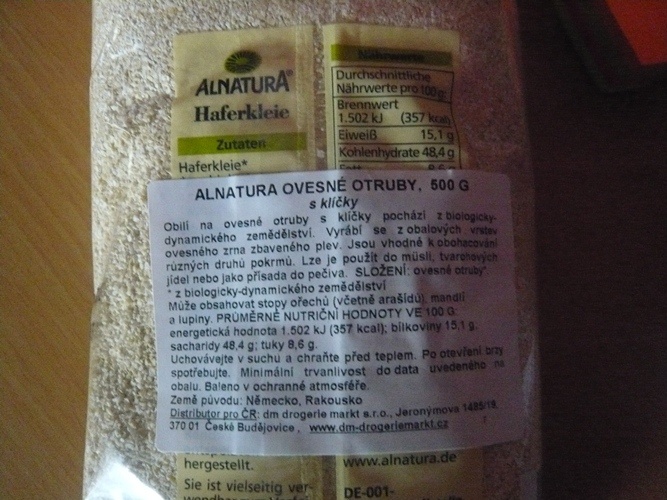 ALNATURA®
Haferkleie
Zutaten
Haferkleie*
Nährwerte
Durchschnittliche
Nährwerte pro 100g:
Brennwert
1.502 kJ (357 kcal)
Eiweiß 15,1 g
Kohlenhydrate 48,4 g
Fett 8,6 g
ALNATURA OVESNÉ OTRUBY, 500 G
s klíčky
Obilí na ovesné otruby s klíčky pochází z biologicky-
dynamického zemědělství. Vyrábí se z obalových vrstev
ovesného zrna zbaveného plev. Jsou vhodné k obohacování
různých druhů pokrmů. Lze je použít do müsli, tvarohových
jídel nebo jako přísada do pečiva. SLOŽENÍ: ovesné otruby*
* z biologicky-dynamického zemědělství
Může obsahovat stopy ořechů (včetně arašídů), mandlí
a lupiny. PRŮMĚRNÉ NUTRIČNÍ HODNOTY VE 100 G:
energetická hodnota 1.502 kJ (357 kcal); bílkoviny 15,1 g;
sacharidy 48,4 g; tuky 8,6 g.
Uchovávejte v suchu a chraňte před teplem. Po otevření brzy
spotřebujte. Minimální trvanlivost do data uvedeného na
obalu. Baleno v ochranné atmosféře.
Země původu: Německo, Rakousko
Distributor pro ČR: dm drogerie markt s.r.o., Jeronýmova 1485/19,
370 01 České Budějovice, www.dm-drogeriemarkt.cz
hergestellt.
Sie ist vielseitig ver-
www.alnatura.de
DE-001-